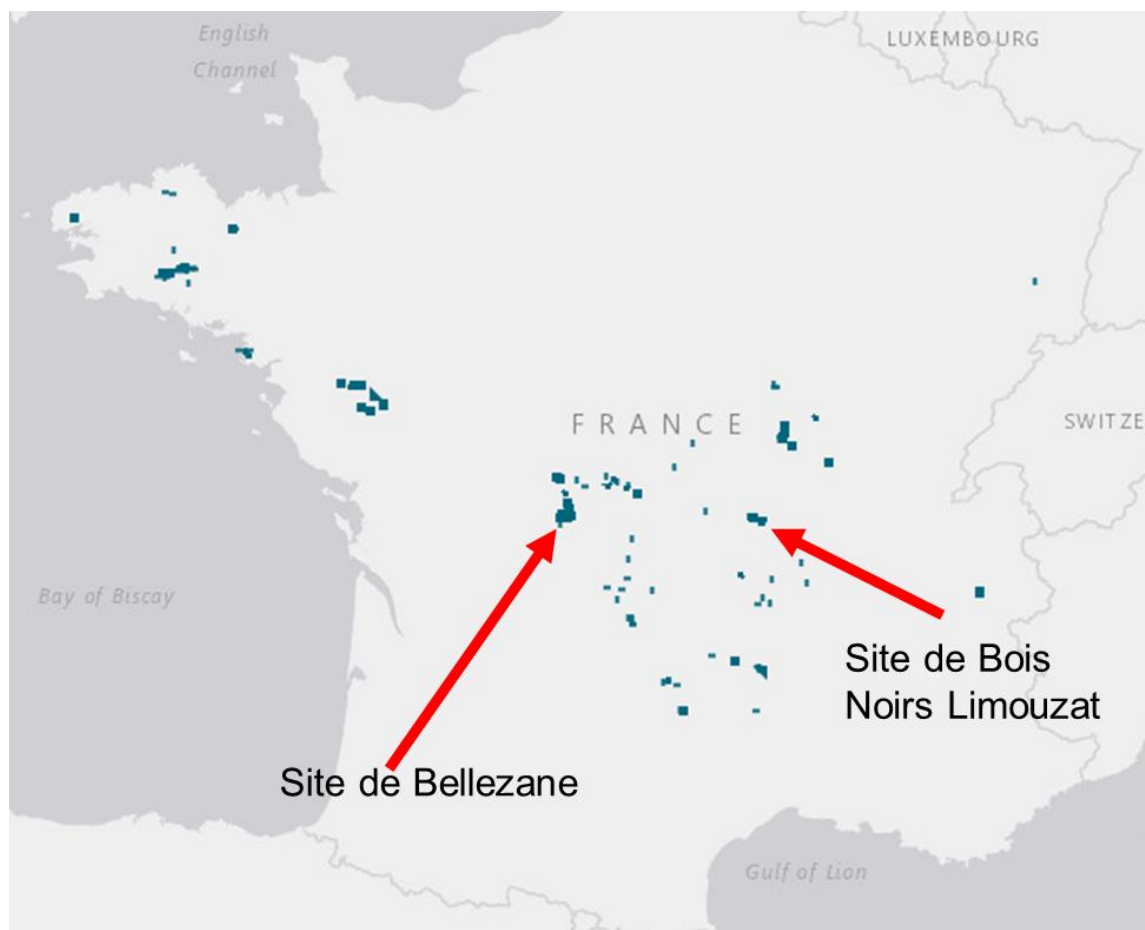 English
Channel
LUXEMBOURG
FRANCE
SWITZE
Bay of Biscay
Site de Bois
Noirs Limouzat
Site de Bellezane
Gulf of Lion